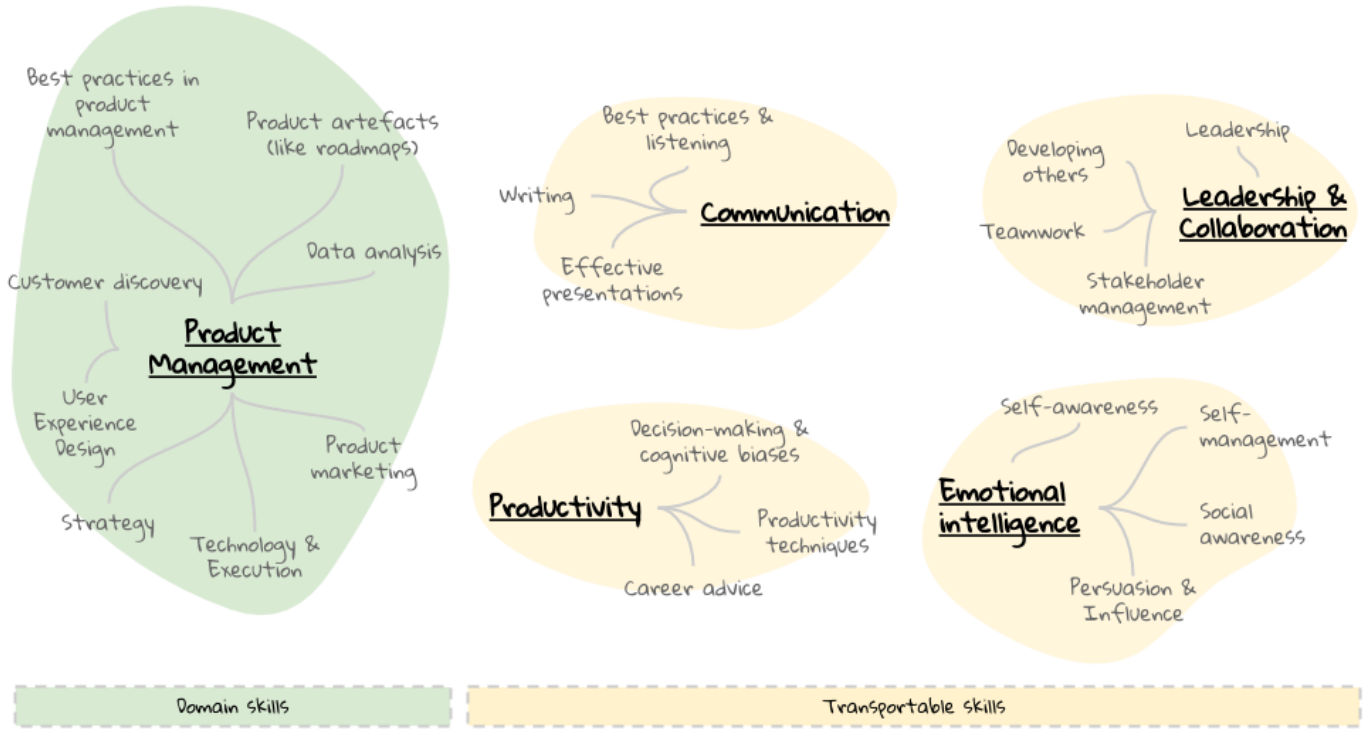 Best practices in
product
management
Product artefacts
(like roadmaps)
Data analysis
Customer discovery
Product
Management
User
Experience
Design
Product
marketing
Strategy
Technology &
Execution
Best practices &
listening
Writing
Communication
Effective
presentations
Leadership
Developing
others
Leadership &
Collaboration
Teamwork
Stakeholder
management
Decision-making &
cognitive biases
Productivity
Productivity
techniques
Career advice
Self-awareness
Self-
management
Emotional
intelligence
Social
awareness
Persuasion &
Influence
Domain skills
Transportable skills